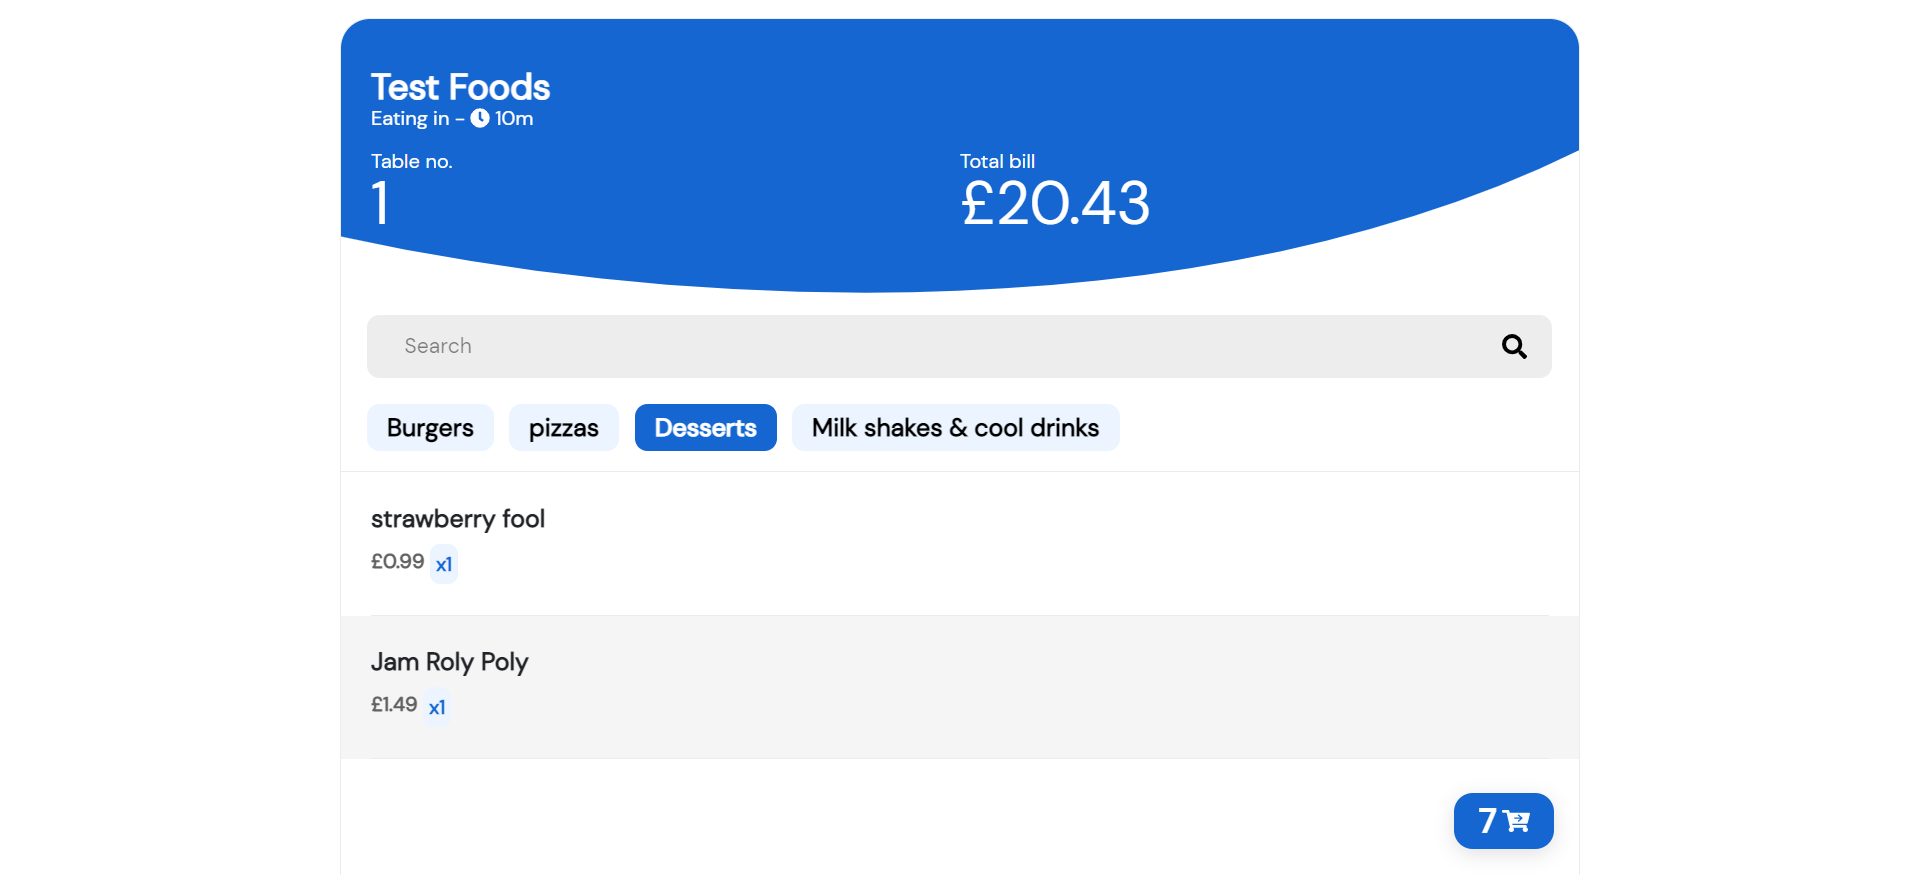 Test Foods
Eating in - 10m
Table no.
1
Total bill
£20.43
Search
Burgers
pizzas
Desserts
Milk shakes & cool drinks
strawberry fool
£0.99 x1
Jam Roly Poly
£1.49 x1
7